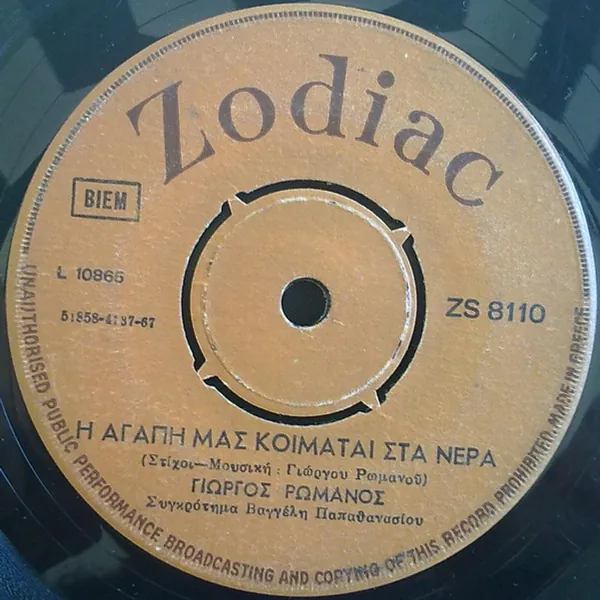 Zodiac
BIEM
L 10865
ZS 8110
51858-4137-67
Η ΑΓΑΠΗ ΜΑΣ ΚΟΙΜΑΤΑΙ ΣΤΑ ΝΕΡΑ
(Στίχοι—Μουσική : Γιώργου Ρωμανοῦ)
ΓΙΩΡΓΟΣ ΡΩΜΑΝΟΣ
Συγκρότημα Βαγγέλη Παπαθανασίου
UNAUTHORISED PUBLIC PERFORMANCE BROADCASTING AND COPYING OF THIS RECORD PROHIBITED MADE IN GREECE